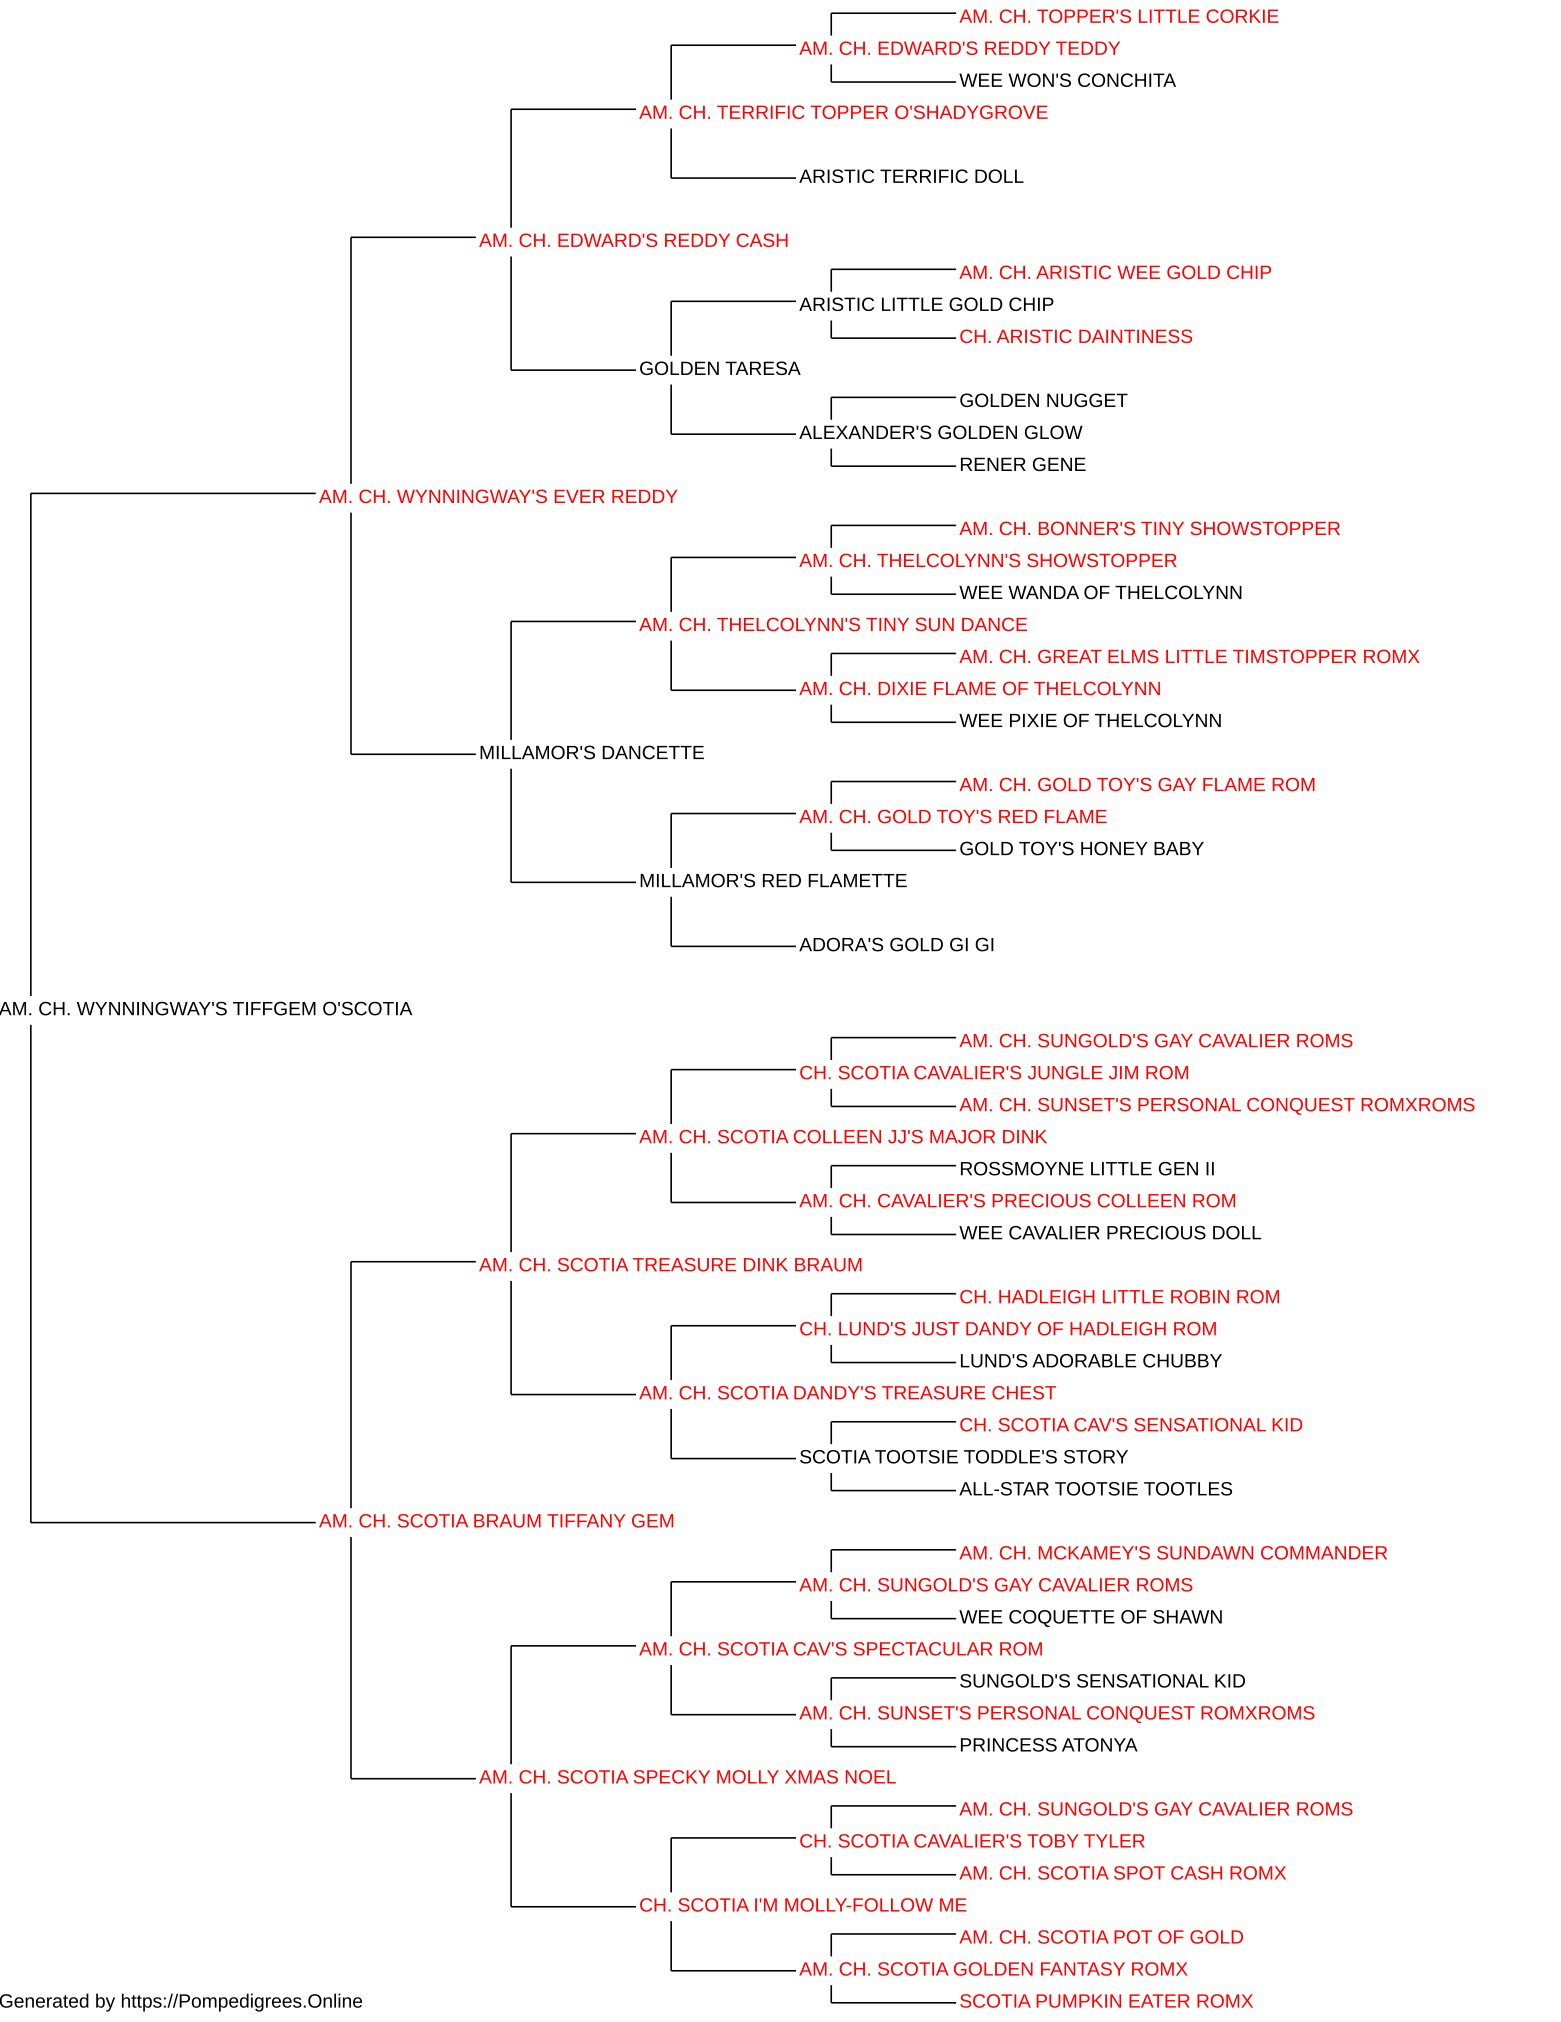 AM. CH. TOPPER'S LITTLE CORKIE
AM. CH. EDWARD'S REDDY TEDDY
WEE WON'S CONCHITA
AM. CH. TERRIFIC TOPPER O'SHADYGROVE
ARISTIC TERRIFIC DOLL
AM. CH. EDWARD'S REDDY CASH
AM. CH. ARISTIC WEE GOLD CHIP
ARISTIC LITTLE GOLD CHIP
CH. ARISTIC DAINTINESS
GOLDEN TARESA
GOLDEN NUGGET
ALEXANDER'S GOLDEN GLOW
RENER GENE
AM. CH. WYNNINGWAY'S EVER REDDY
AM. CH. BONNER'S TINY SHOWSTOPPER
AM. CH. THELCOLYNN'S SHOWSTOPPER
WEE WANDA OF THELCOLYNN
AM. CH. THELCOLYNN'S TINY SUN DANCE
AM. CH. GREAT ELMS LITTLE TIMSTOPPER ROMX
AM. CH. DIXIE FLAME OF THELCOLYNN
WEE PIXIE OF THELCOLYNN
MILLAMOR'S DANCETTE
AM. CH. GOLD TOY'S GAY FLAME ROM
AM. CH. GOLD TOY'S RED FLAME
GOLD TOY'S HONEY BABY
MILLAMOR'S RED FLAMETTE
ADORA'S GOLD GI GI
AM. CH. WYNNINGWAY'S TIFFGEM O'SCOTIA
AM. CH. SUNGOLD'S GAY CAVALIER ROMS
CH. SCOTIA CAVALIER'S JUNGLE JIM ROM
AM. CH. SUNSET'S PERSONAL CONQUEST ROMXROMS
AM. CH. SCOTIA COLLEEN JJ'S MAJOR DINK
ROSSMOYNE LITTLE GEN II
AM. CH. CAVALIER'S PRECIOUS COLLEEN ROM
WEE CAVALIER PRECIOUS DOLL
AM. CH. SCOTIA TREASURE DINK BRAUM
CH. HADLEIGH LITTLE ROBIN ROM
CH. LUND'S JUST DANDY OF HADLEIGH ROM
LUND'S ADORABLE CHUBBY
AM. CH. SCOTIA DANDY'S TREASURE CHEST
CH. SCOTIA CAV'S SENSATIONAL KID
SCOTIA TOOTSIE TODDLE'S STORY
ALL-STAR TOOTSIE TOOTLES
AM. CH. SCOTIA BRAUM TIFFANY GEM
AM. CH. MCKAMEY'S SUNDAWN COMMANDER
AM. CH. SUNGOLD'S GAY CAVALIER ROMS
WEE COQUETTE OF SHAWN
AM. CH. SCOTIA CAV'S SPECTACULAR ROM
SUNGOLD'S SENSATIONAL KID
AM. CH. SUNSET'S PERSONAL CONQUEST ROMXROMS
PRINCESS ATONYA
AM. CH. SCOTIA SPECKY MOLLY XMAS NOEL
AM. CH. SUNGOLD'S GAY CAVALIER ROMS
CH. SCOTIA CAVALIER'S TOBY TYLER
AM. CH. SCOTIA SPOT CASH ROMX
CH. SCOTIA I'M MOLLY-FOLLOW ME
AM. CH. SCOTIA POT OF GOLD
AM. CH. SCOTIA GOLDEN FANTASY ROMX
SCOTIA PUMPKIN EATER ROMX
Generated by https://Pompedigrees.Online